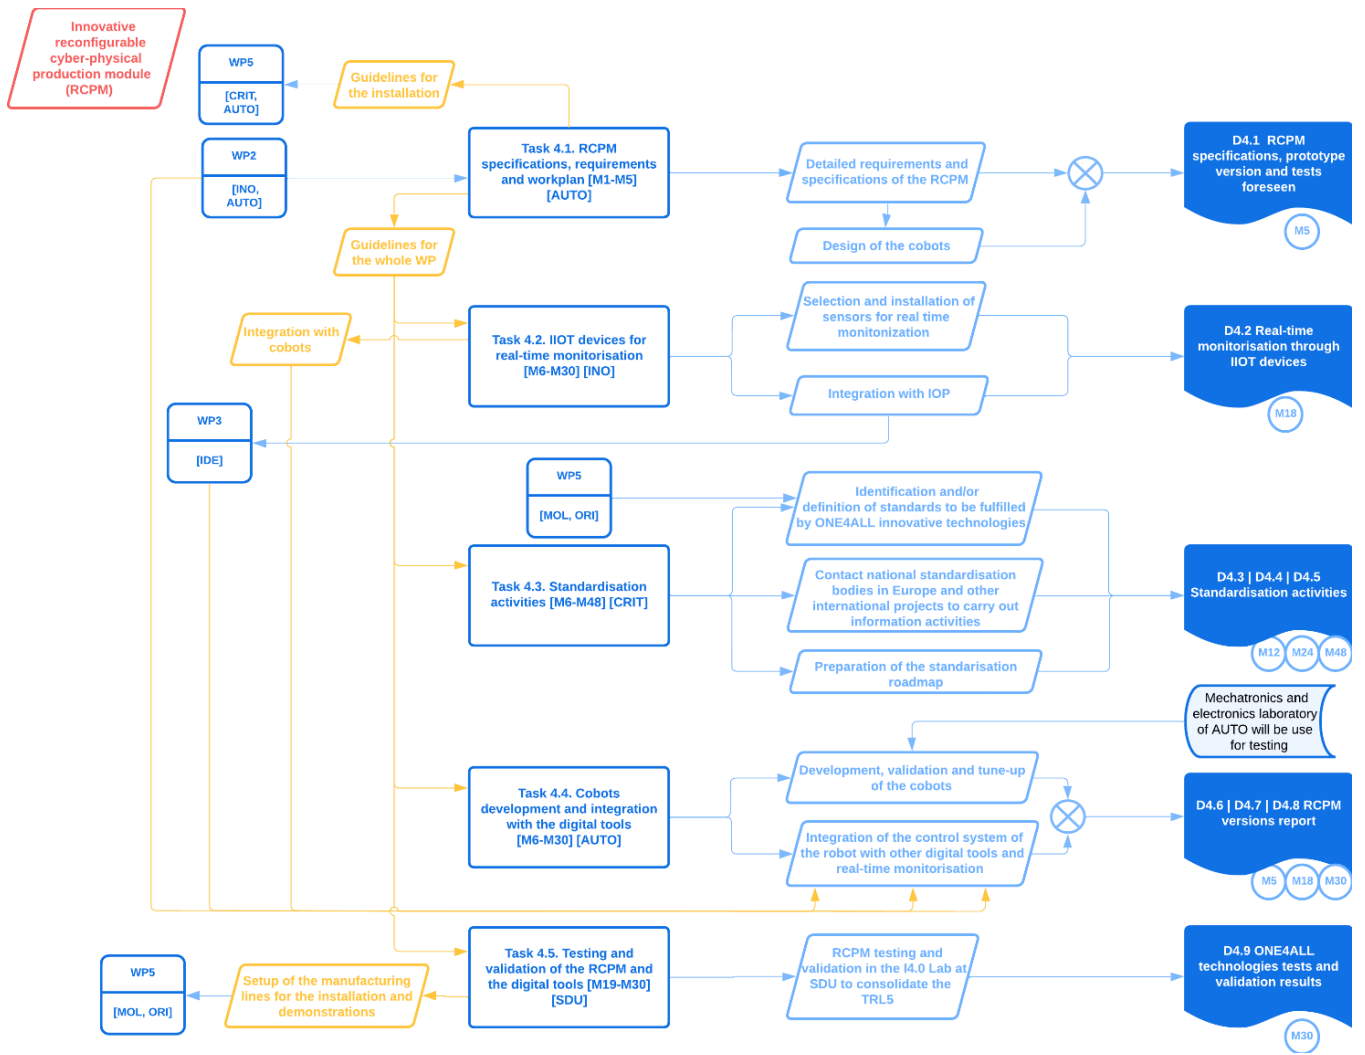 Innovative
reconfigurable
cyber-physical
production module
(RCPM)
WP5
[CRIT,
AUTO]
Guidelines for
the installation
WP2
[INO,
AUTO]
Task 4.1. RCPM
specifications, requirements
and workplan [M1-M5]
[AUTO]
Detailed requirements and
specifications of the RCPM
D4.1 RCPM
specifications, prototype
version and tests
foreseen
M5
Guidelines for
the whole WP
Design of the cobots
Integration with
cobots
Task 4.2. IIOT devices for
real-time monitorisation
[M6-M30] [INO]
Selection and installation of
sensors for real time
monitonization
Integration with IOP
D4.2 Real-time
monitorisation through
IIOT devices
M18
WP3
[IDE]
WP5
[MOL, ORI]
Identification and/or
definition of standards to be fulfilled
by ONE4ALL innovative technologies
Task 4.3. Standardisation
activities [M6-M48] [CRIT]
Contact national standardisation
bodies in Europe and other
international projects to carry out
information activities
Preparation of the standarisation
roadmap
D4.3 | D4.4 | D4.5
Standardisation activities
M12
M24
M48
Mechatronics and
electronics laboratory
of AUTO will be use
for testing
Task 4.4. Cobots
development and integration
with the digital tools
[M6-M30] [AUTO]
Development, validation and tune-up
of the cobots
Integration of the control system of
the robot with other digital tools and
real-time monitorisation
D4.6 | D4.7 | D4.8 RCPM
versions report
M5
M18
M30
WP5
[MOL, ORI]
Setup of the manufacturing
lines for the installation and
demonstrations
Task 4.5. Testing and
validation of the RCPM and
the digital tools [M19-M30]
[SDU]
RCPM testing and
validation in the I4.0 Lab at
SDU to consolidate the
TRL5
D4.9 ONE4ALL
technologies tests and
validation results
M30